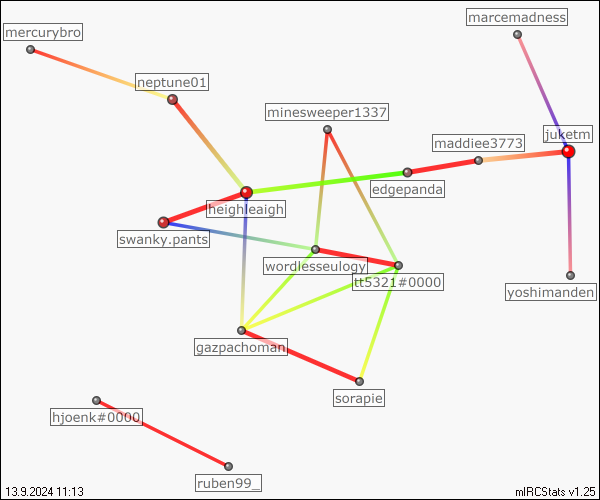 marcemadness
mercurybro
neptune01
minesweeper1337
juketm
maddiee3773
edgepanda
heighleaigh
swanky.pants
wordlesseulogy
tt5321#0000
yoshimanden
gazpachoman
sorapie
hjoenk#0000
ruben99_
13.9.2024 11:13
mIRCStats v1.25